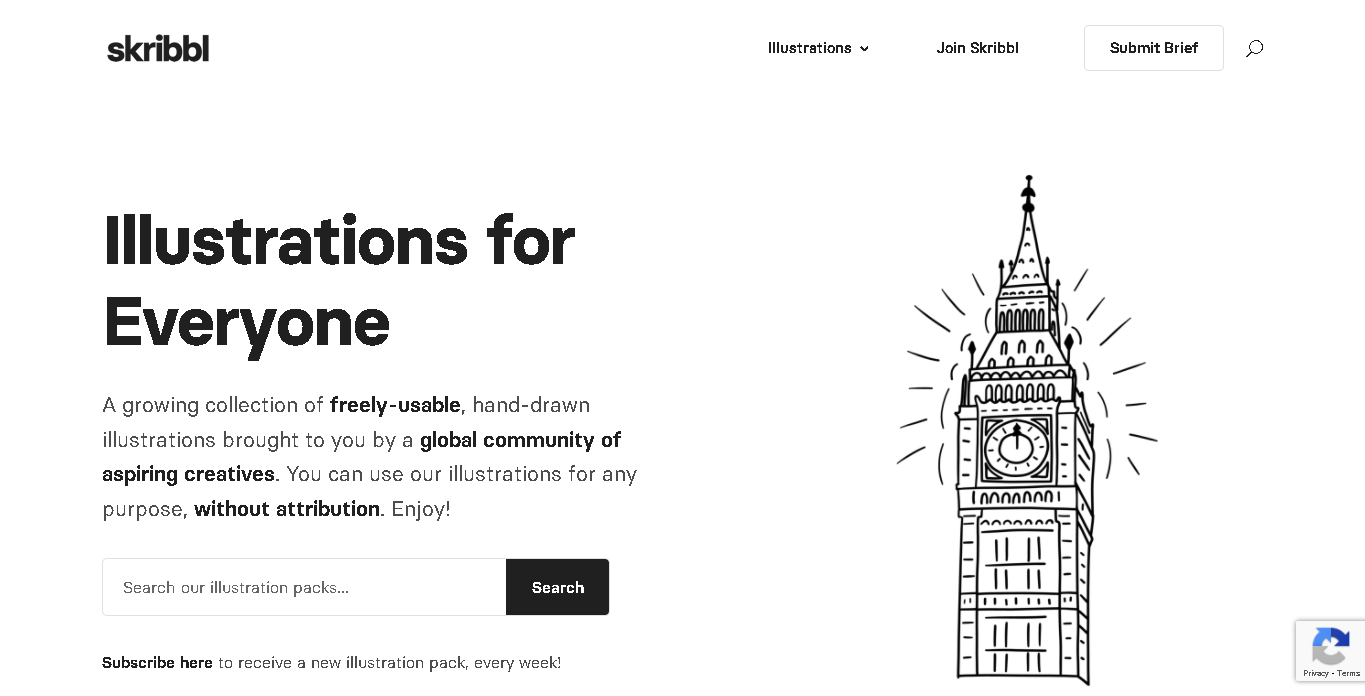 skribbl
Illustrations
Join Skribbl
Submit Brief
Illustrations for
Everyone
A growing collection of freely-usable, hand-drawn
illustrations brought to you by a global community of
aspiring creatives. You can use our illustrations for any
purpose, without attribution. Enjoy!
Search our illustration packs...
Search
Subscribe here to receive a new illustration pack, every week!
Privacy - Terms